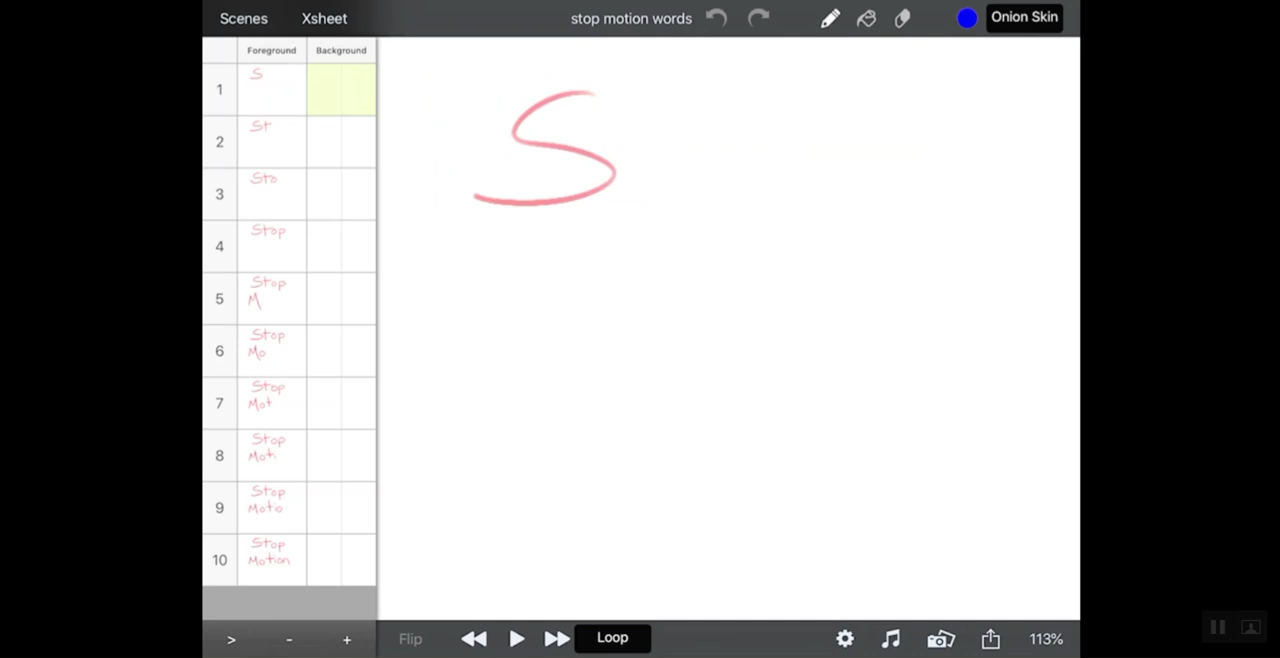 Scenes Xsheet stop motion words Onion Skin
Foreground Background
1 S
2 St
3 Sto
4 Stop
5 Stop
M
6 Stop
Mo
7 Stop
Mot
8 Stop
Moti
9 Stop
Motio
10 Stop
Motion
S
> - + Flip Loop 113%